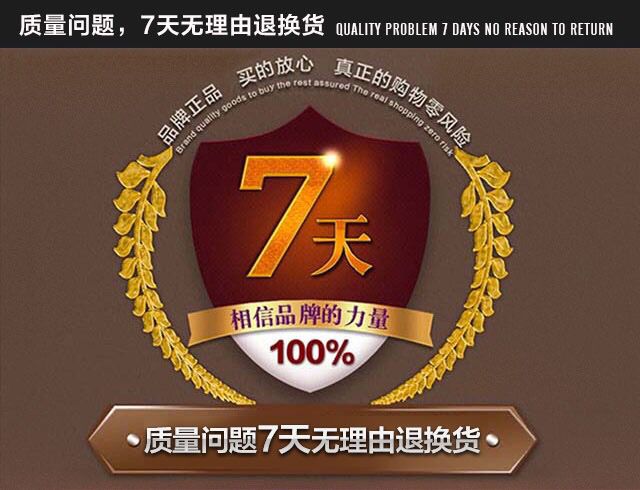 质量问题，7天无理由退换货 QUALITY PROBLEM 7 DAYS NO REASON TO RETURN
品牌正品 买的放心 真正的购物零风险
Brand quality goods to buy the rest assured The real shopping zero risk
7天
相信品牌的力量
100%
质量问题7天无理由退换货